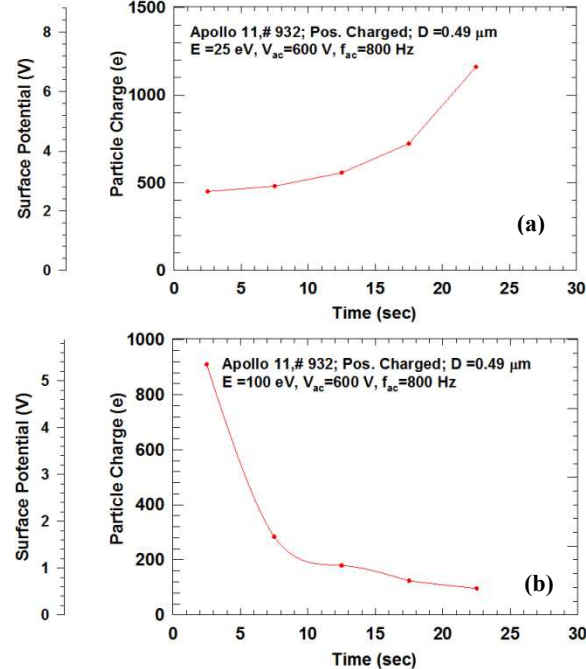 Apollo 11,# 932; Pos. Charged; D =0.49 μm
E =25 eV, Vac=600 V, fac=800 Hz
Surface Potential (V)
8
6
4
2
0
Particle Charge (e)
1500
1000
500
0
(a)
0 5 10 15 20 25 30
Time (sec)
Apollo 11,# 932; Pos. Charged; D =0.49 μm
E =100 eV, Vac=600 V, fac=800 Hz
Surface Potential (V)
5
4
3
2
1
0
Particle Charge (e)
1000
800
600
400
200
0
(b)
0 5 10 15 20 25 30
Time (sec)